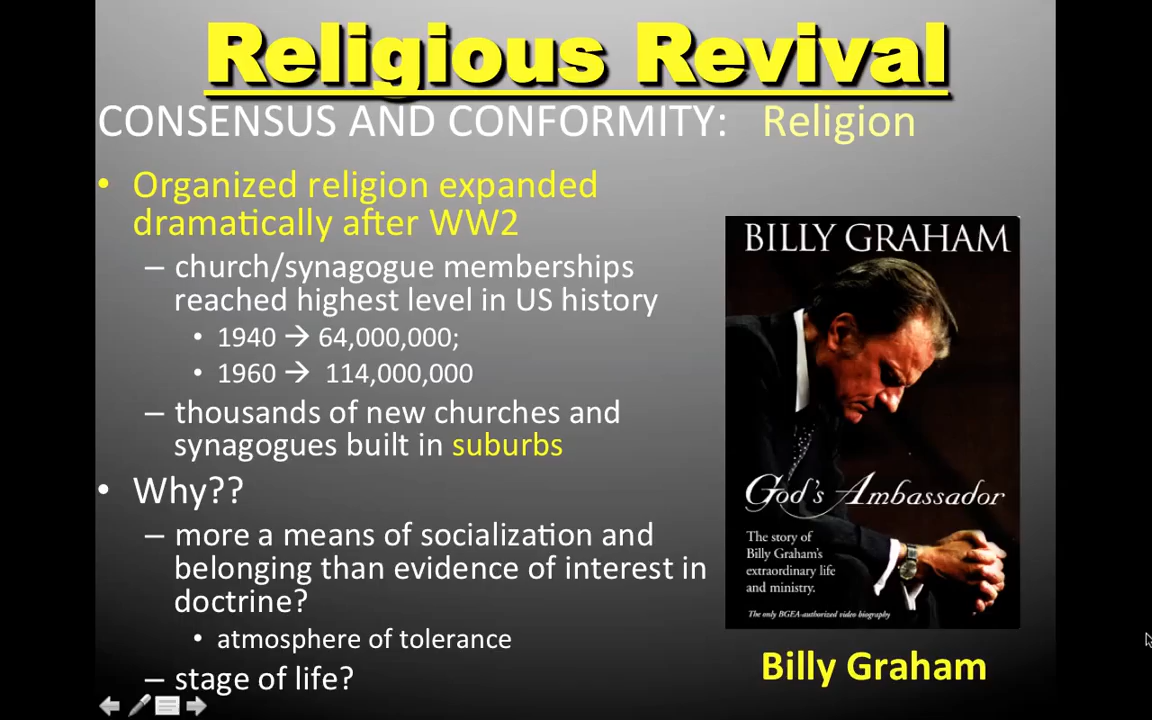 Religious Revival
CONSENSUS AND CONFORMITY: Religion
• Organized religion expanded
dramatically after WW2
– church/synagogue memberships
reached highest level in US history
• 1940 → 64,000,000;
• 1960 → 114,000,000
– thousands of new churches and
synagogues built in suburbs
• Why??
– more a means of socialization and
belonging than evidence of interest in
doctrine?
• atmosphere of tolerance
– stage of life?
BILLY GRAHAM
God's Ambassador
The story of
Billy Graham's
extraordinary life
and ministry.
The only BGEA-authorized video biography
Billy Graham